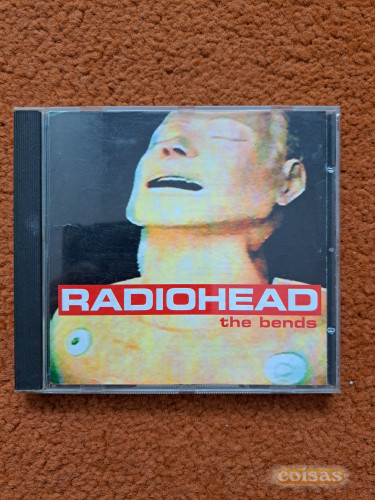 RADIOHEAD
the bends
coisas